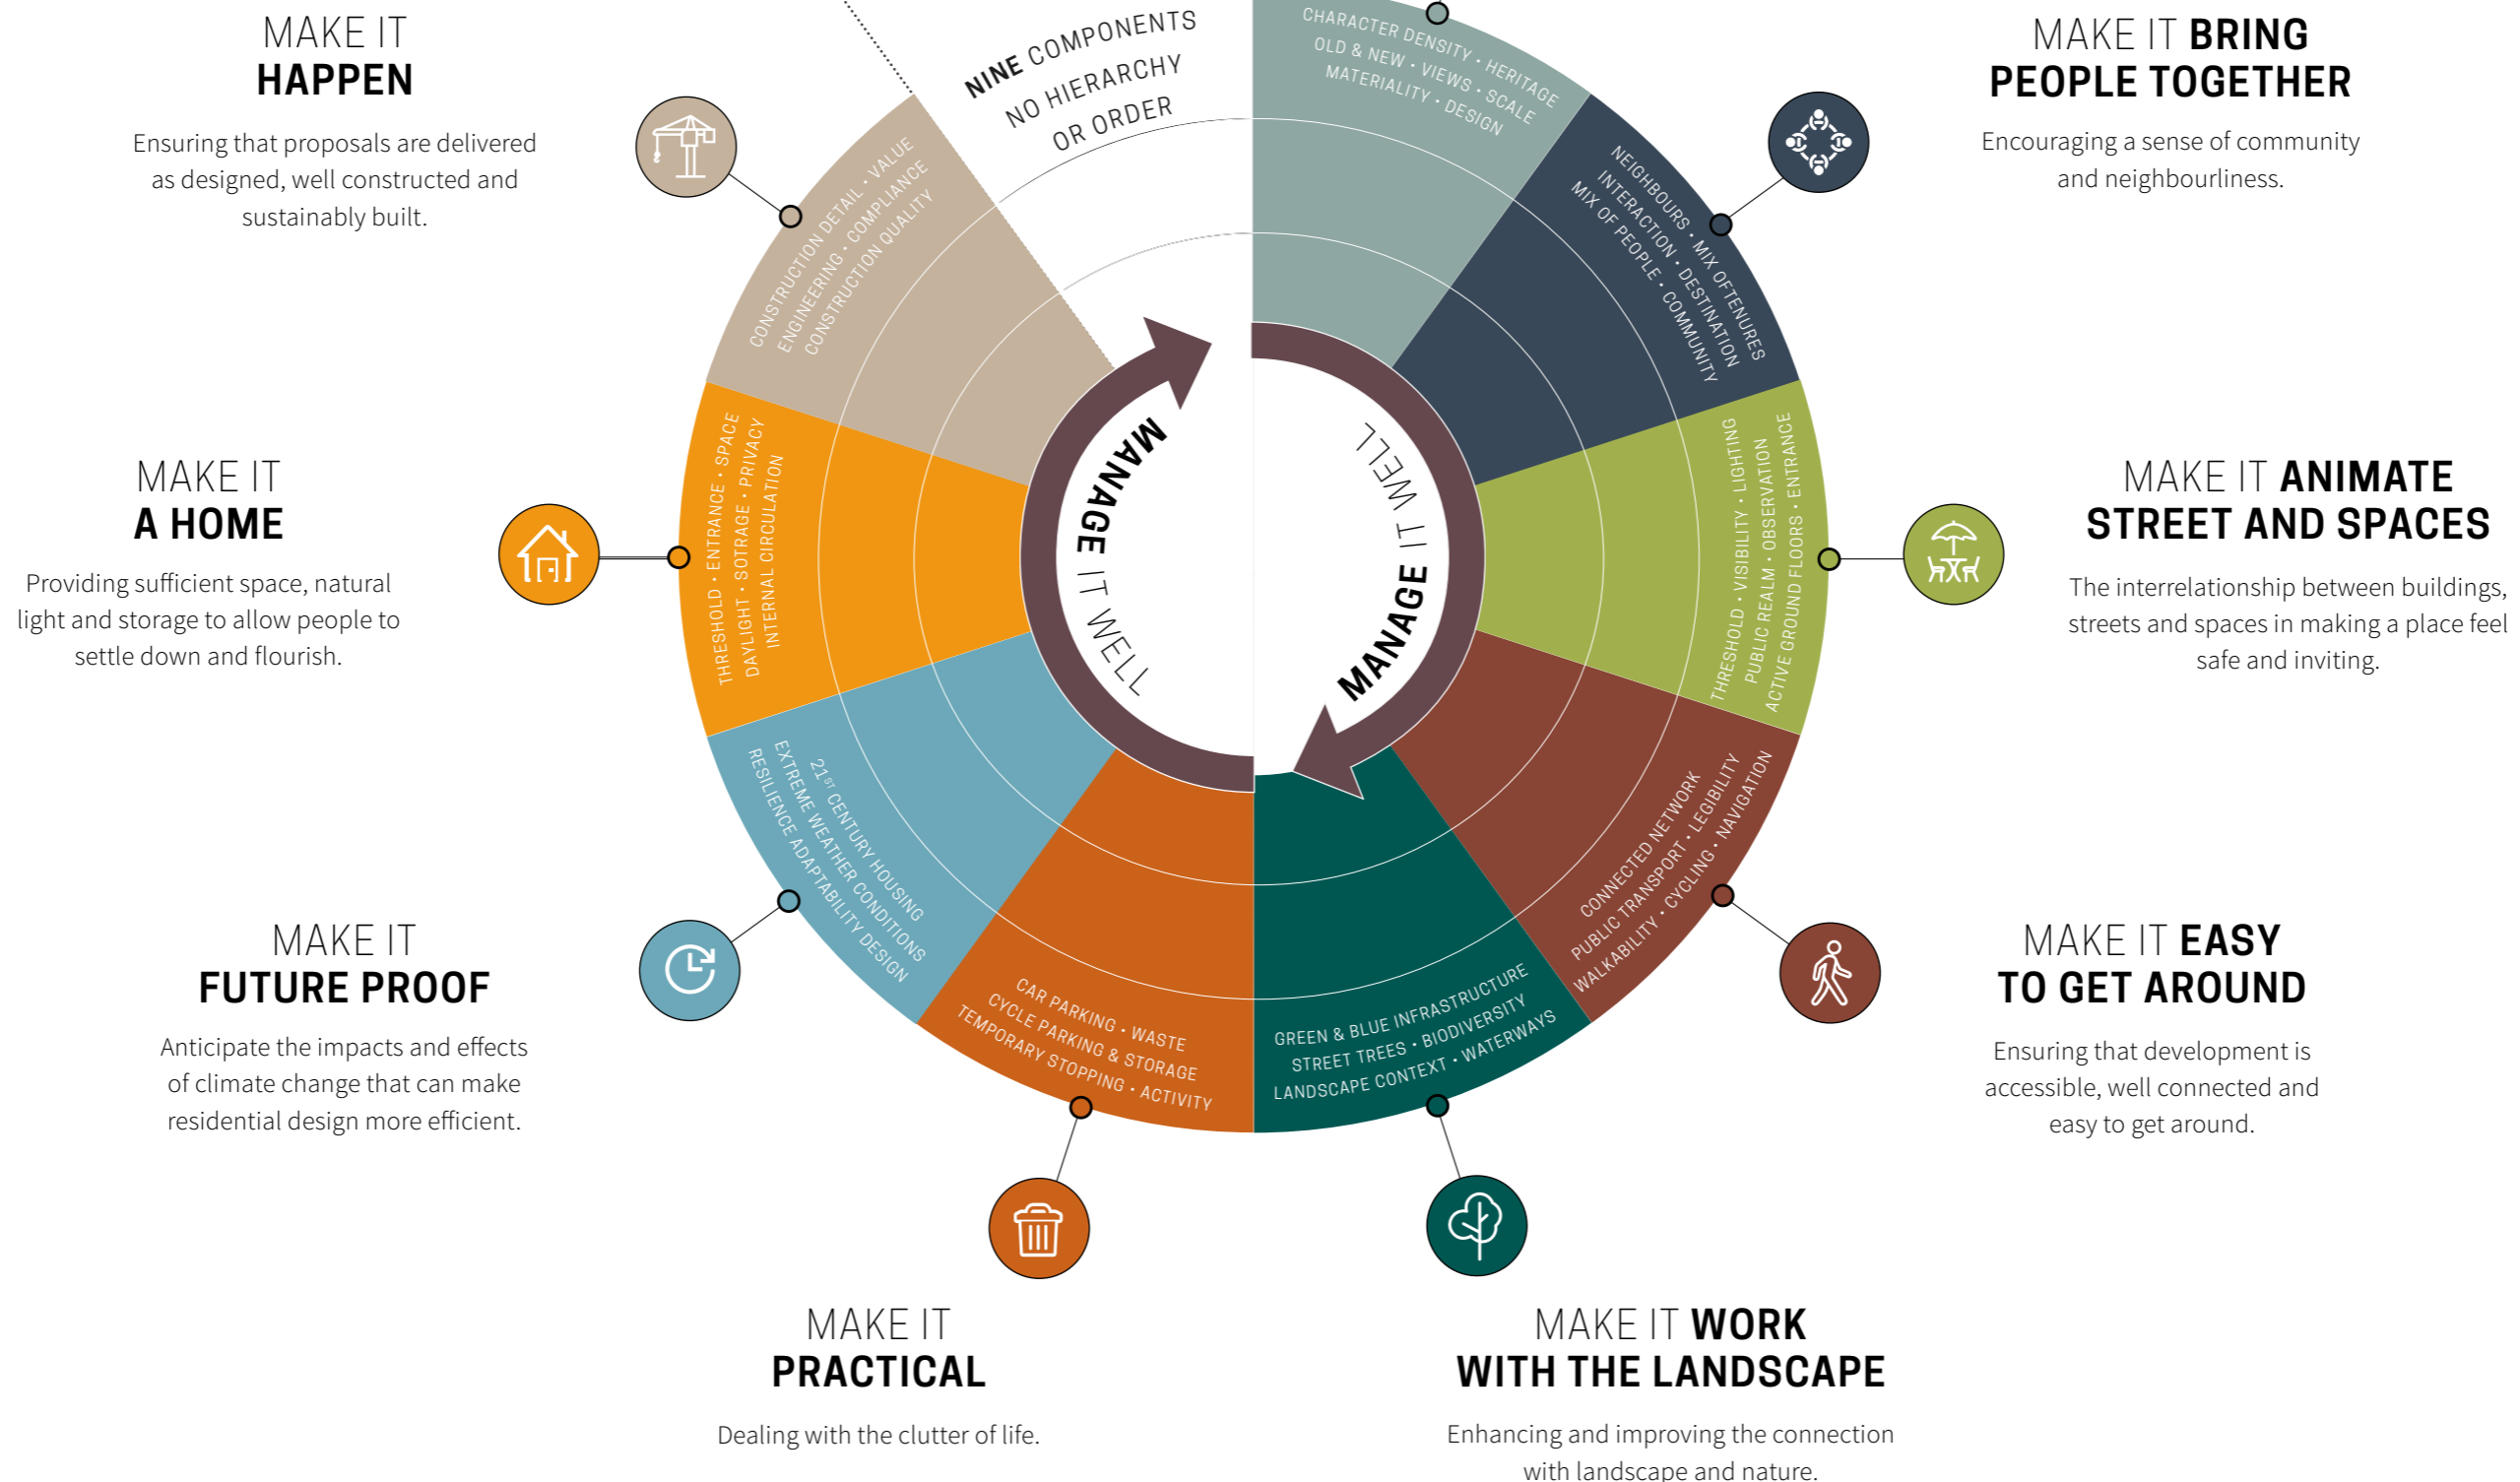 MAKE IT
HAPPEN
Ensuring that proposals are delivered
as designed, well constructed and
sustainably built.
NINE COMPONENTS
NO HIERARCHY
OR ORDER
CHARACTER DENSITY • HERITAGE
OLD & NEW • VIEWS • SCALE
MATERIALITY • DESIGN
MAKE IT BRING
PEOPLE TOGETHER
Encouraging a sense of community
and neighbourliness.
NEIGHBOURS • MIX OFTENURES
INTERACTION • DESTINATION
MIX OF PEOPLE • COMMUNITY
CONSTRUCTION DETAIL • VALUE
ENGINEERING • COMPLIANCE
CONSTRUCTION QUALITY
MAKE IT
A HOME
Providing sufficient space, natural
light and storage to allow people to
settle down and flourish.
THRESHOLD • ENTRANCE • SPACE
DAYLIGHT • SOTRAGE • PRIVACY
INTERNAL CIRCULATION
MANAGE IT WELL
MANAGE IT WELL
THRESHOLD • VISIBILITY • LIGHTING
PUBLIC REALM • OBSERVATION
ACTIVE GROUND FLOORS • ENTRANCE
MAKE IT ANIMATE
STREET AND SPACES
The interrelationship between buildings,
streets and spaces in making a place feel
safe and inviting.
MAKE IT
FUTURE PROOF
Anticipate the impacts and effects
of climate change that can make
residential design more efficient.
21ST CENTURY HOUSING
EXTREME WEATHER CONDITIONS
RESILIENCE ADAPTABILITY DESIGN
CONNECTED NETWORK
PUBLIC TRANSPORT • LEGIBILITY
WALKABILITY • CYCLING • NAVIGATION
MAKE IT EASY
TO GET AROUND
Ensuring that development is
accessible, well connected and
easy to get around.
CAR PARKING • WASTE
CYCLE PARKING & STORAGE
TEMPORARY STOPPING • ACTIVITY
GREEN & BLUE INFRASTRUCTURE
STREET TREES • BIODIVERSITY
LANDSCAPE CONTEXT • WATERWAYS
MAKE IT
PRACTICAL
Dealing with the clutter of life.
MAKE IT WORK
WITH THE LANDSCAPE
Enhancing and improving the connection
with landscape and nature.